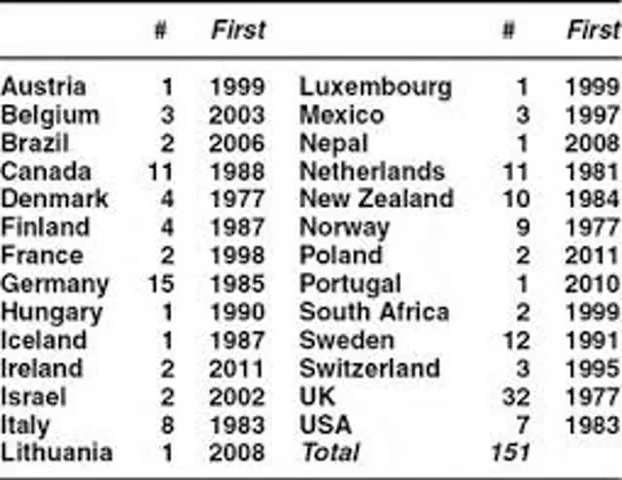 # First # First
Austria 1 1999 Luxembourg 1 1999
Belgium 3 2003 Mexico 3 1997
Brazil 2 2006 Nepal 1 2008
Canada 11 1988 Netherlands 11 1981
Denmark 4 1977 New Zealand 10 1984
Finland 4 1987 Norway 9 1977
France 2 1998 Poland 2 2011
Germany 15 1985 Portugal 1 2010
Hungary 1 1990 South Africa 2 1999
Iceland 1 1987 Sweden 12 1991
Ireland 2 2011 Switzerland 3 1995
Israel 2 2002 UK 32 1977
Italy 8 1983 USA 7 1983
Lithuania 1 2008 Total 151